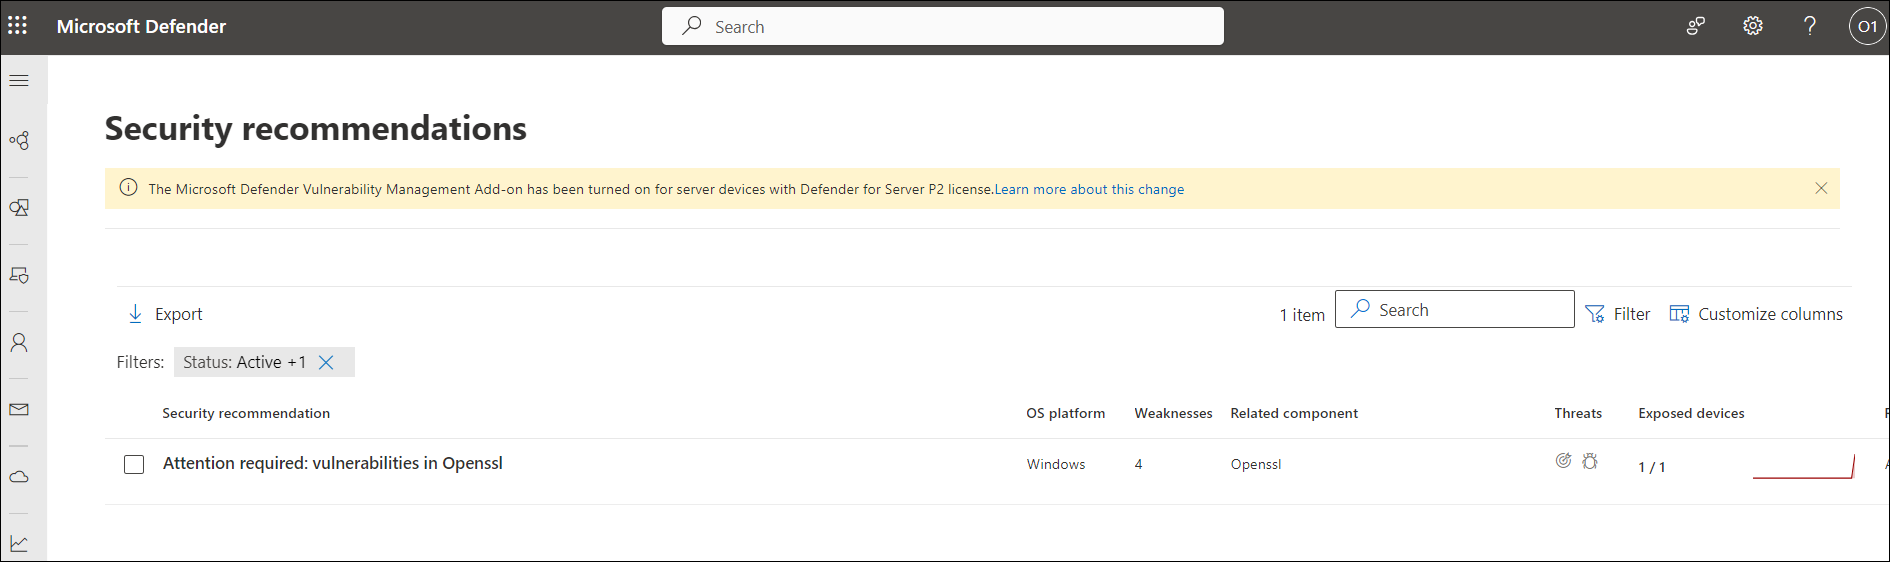 Microsoft Defender
Search
O1
Security recommendations
The Microsoft Defender Vulnerability Management Add-on has been turned on for server devices with Defender for Server P2 license.Learn more about this change
Export
1 item
Search
Filter
Customize columns
Filters:
Status: Active +1
Security recommendation
OS platform
Weaknesses
Related component
Threats
Exposed devices
Attention required: vulnerabilities in Openssl
Windows
4
Openssl
1 / 1